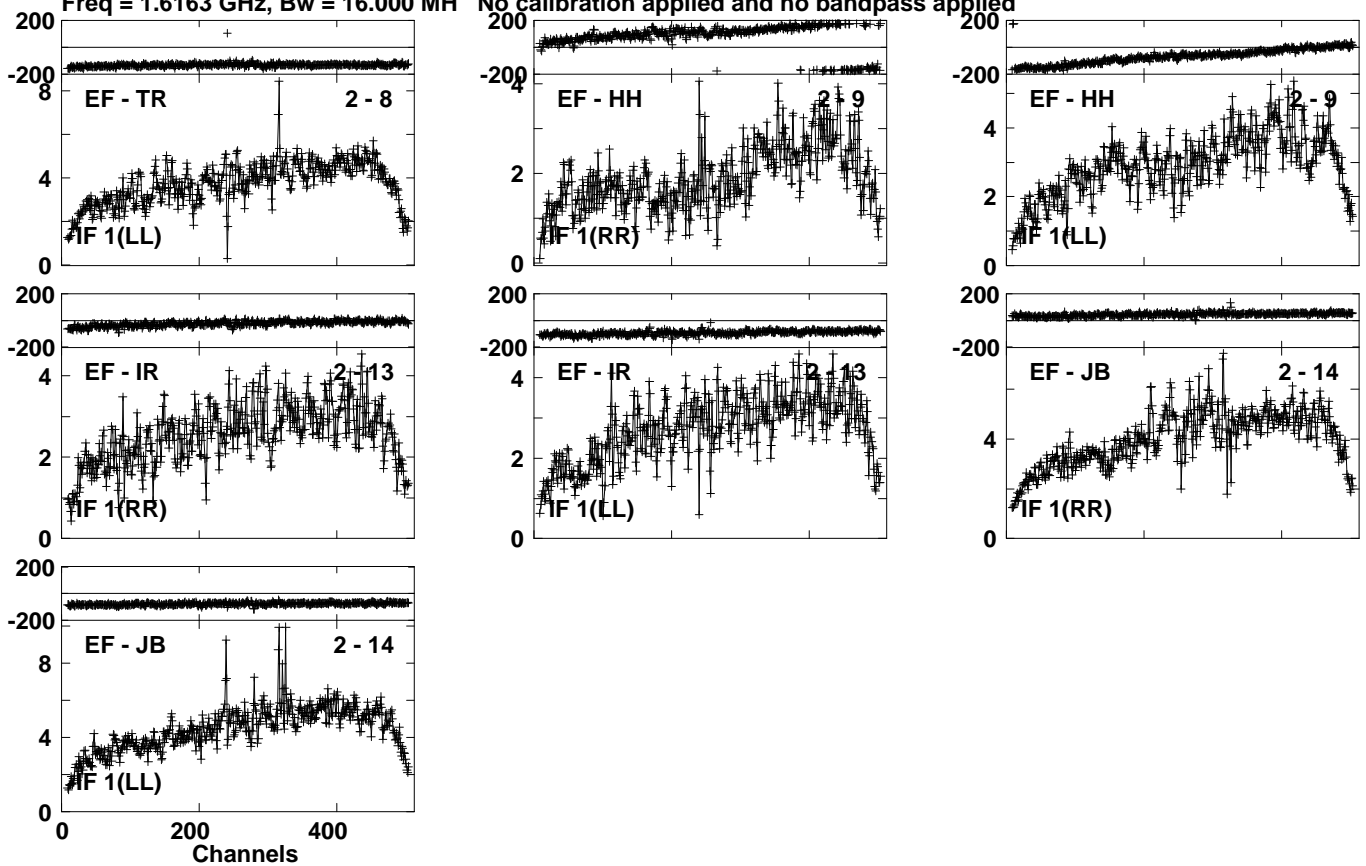 Freq = 1.6163 GHz, Bw = 16.000 MH No calibration applied and no bandpass applied
200
-200
8
4
0
EF - TR 2 - 8
IF 1(LL)
4
2
0
EF - HH 2 - 9
IF 1(RR)
4
2
0
EF - HH 2 - 9
IF 1(LL)
200
-200
4
2
0
EF - IR 2 - 13
IF 1(RR)
200
-200
4
2
0
EF - IR 2 - 13
IF 1(LL)
200
-200
4
0
EF - JB 2 - 14
IF 1(RR)
200
-200
8
4
0
EF - JB 2 - 14
IF 1(LL)
0 200 400
Channels